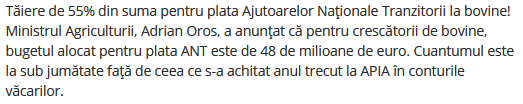 Tăiere de 55% din suma pentru plata Ajutoarelor Naționale Tranzitorii la bovine!
Ministrul Agriculturii, Adrian Oros, a anunțat că pentru crescătorii de bovine,
bugetul alocat pentru plata ANT este de 48 de milioane de euro. Cuantumul este
la sub jumătate față de ceea ce s-a achitat anul trecut la APIA în conturile
văcarilor.